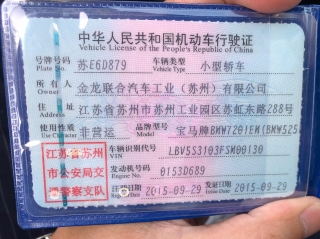 中华人民共和国机动车行驶证
Vehicle License of the People's Republic of China
号牌号码 苏E6D879 车辆类型 小型轿车
Plate No. Vehicle Type
所有人 金龙联合汽车工业（苏州）有限公司
Owner
住址 江苏省苏州市苏州工业园区苏虹东路288号
Address
使用性质 非营运 品牌型号 宝马牌BMW7201EM(BMW525
Use Character Model
江苏省苏州 车辆识别代号 LBV5S3103FSM00130
VIN
市公安局交 发动机号码 0153D689
Engine No.
通警察支队 注册日期 2015-09-29 发证日期 2015-09-29
Register Date Issue Date